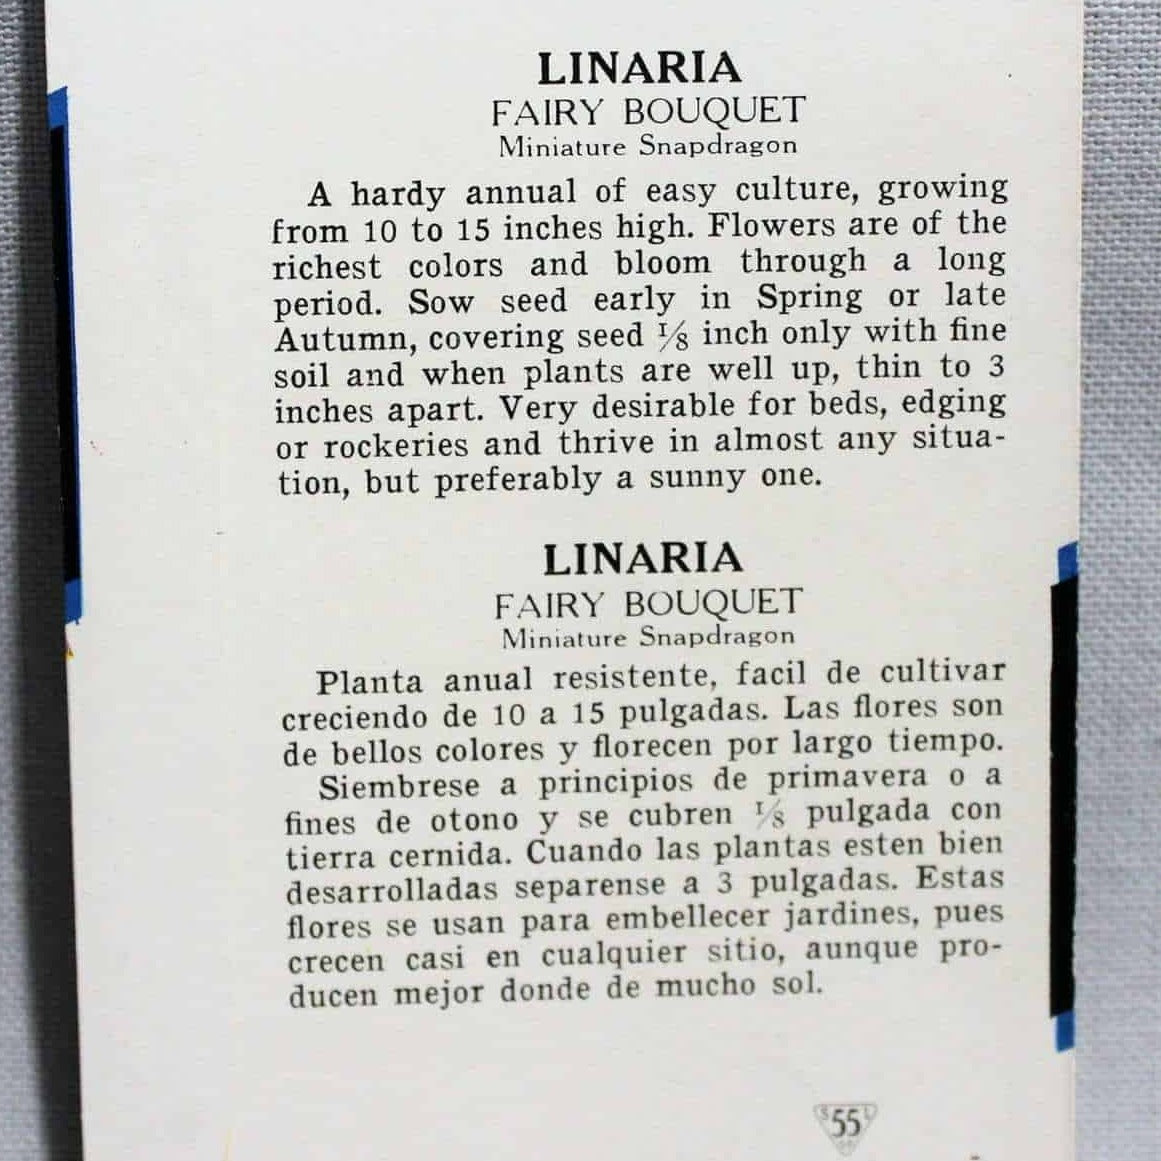 LINARIA
FAIRY BOUQUET
Miniature Snapdragon
A hardy annual of easy culture, growing
from 10 to 15 inches high. Flowers are of the
richest colors and bloom through a long
period. Sow seed early in Spring or late
Autumn, covering seed 1/8 inch only with fine
soil and when plants are well up, thin to 3
inches apart. Very desirable for beds, edging
or rockeries and thrive in almost any situa-
tion, but preferably a sunny one.
LINARIA
FAIRY BOUQUET
Miniature Snapdragon
Planta anual resistente, facil de cultivar
creciendo de 10 a 15 pulgadas. Las flores son
de bellos colores y florecen por largo tiempo.
Siembrese a principios de primavera o a
fines de otono y se cubren 1/8 pulgada con
tierra cernida. Cuando las plantas esten bien
desarrolladas separense a 3 pulgadas. Estas
flores se usan para embellecer jardines, pues
crecen casi en cualquier sitio, aunque pro-
ducen mejor donde de mucho sol.
55